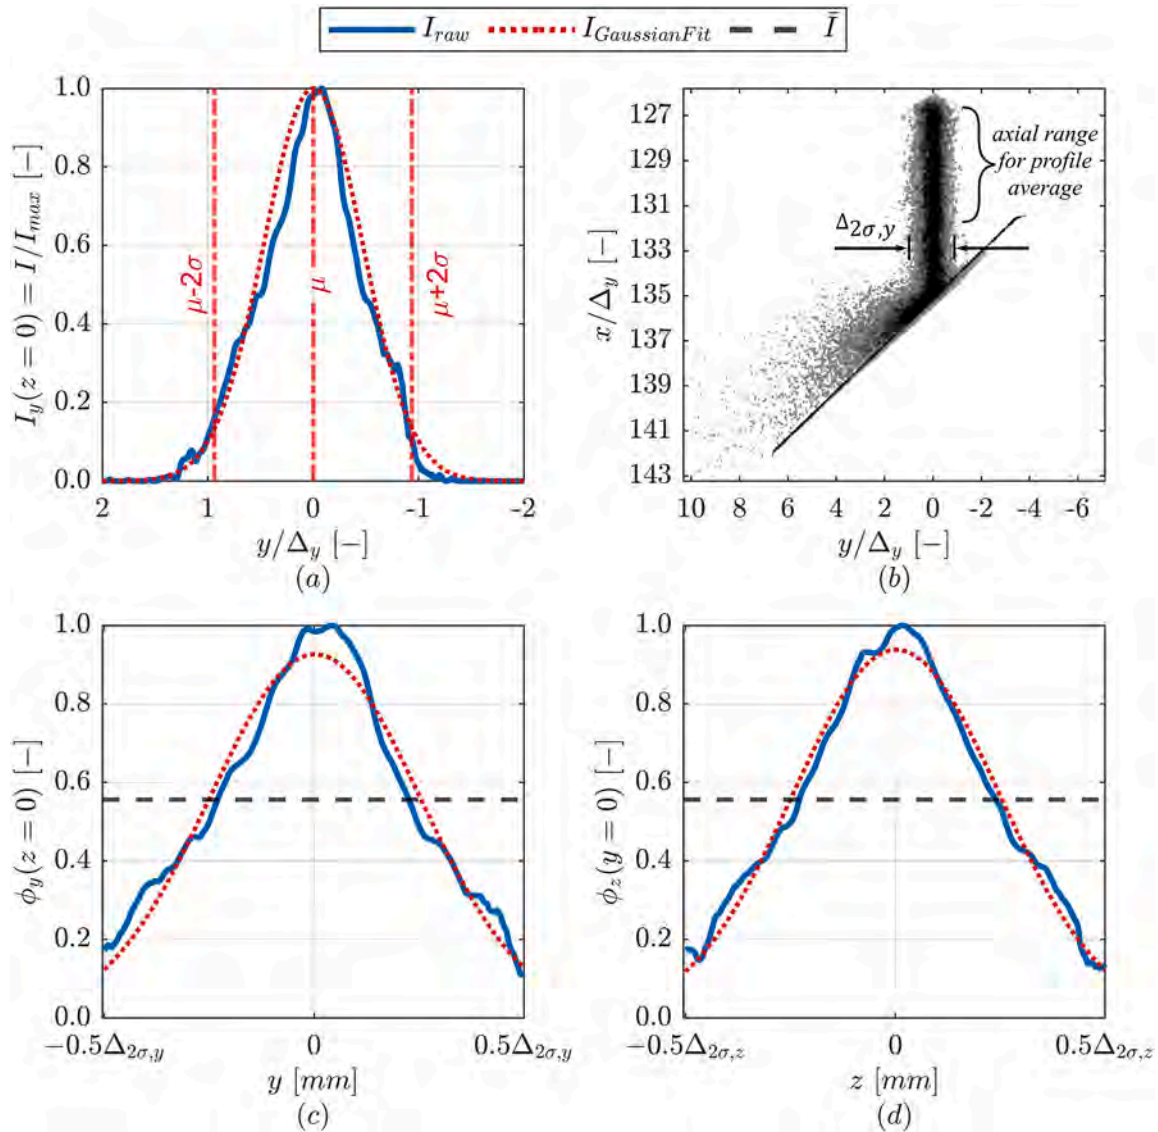 I_raw I_GaussianFit Ī
1.0
0.8
0.6
0.4
0.2
0.0
I_y(z = 0) = I/I_max [−]
μ-2σ
μ
μ+2σ
2 1 0 -1 -2
y/Δ_y [−]
(a)
127
129
131
133
135
137
139
141
143
x/Δ_y [−]
axial range
for profile
average
Δ_2σ,y
10 8 6 4 2 0 -2 -4 -6
y/Δ_y [−]
(b)
1.0
0.8
0.6
0.4
0.2
0.0
ϕ_y(z = 0) [−]
−0.5Δ_2σ,y 0 0.5Δ_2σ,y
y [mm]
(c)
1.0
0.8
0.6
0.4
0.2
0.0
ϕ_z(y = 0) [−]
−0.5Δ_2σ,z 0 0.5Δ_2σ,z
z [mm]
(d)